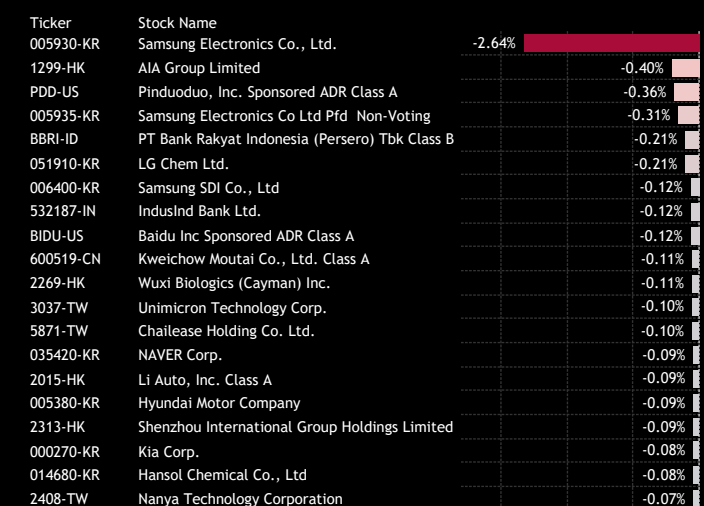 Ticker Stock Name
005930-KR Samsung Electronics Co., Ltd. -2.64%
1299-HK AIA Group Limited -0.40%
PDD-US Pinduoduo, Inc. Sponsored ADR Class A -0.36%
005935-KR Samsung Electronics Co Ltd Pfd Non-Voting -0.31%
BBRI-ID PT Bank Rakyat Indonesia (Persero) Tbk Class B -0.21%
051910-KR LG Chem Ltd. -0.21%
006400-KR Samsung SDI Co., Ltd -0.12%
532187-IN IndusInd Bank Ltd. -0.12%
BIDU-US Baidu Inc Sponsored ADR Class A -0.12%
600519-CN Kweichow Moutai Co., Ltd. Class A -0.11%
2269-HK Wuxi Biologics (Cayman) Inc. -0.11%
3037-TW Unimicron Technology Corp. -0.10%
5871-TW Chailease Holding Co. Ltd. -0.10%
035420-KR NAVER Corp. -0.09%
2015-HK Li Auto, Inc. Class A -0.09%
005380-KR Hyundai Motor Company -0.09%
2313-HK Shenzhou International Group Holdings Limited -0.09%
000270-KR Kia Corp. -0.08%
014680-KR Hansol Chemical Co., Ltd -0.08%
2408-TW Nanya Technology Corporation -0.07%